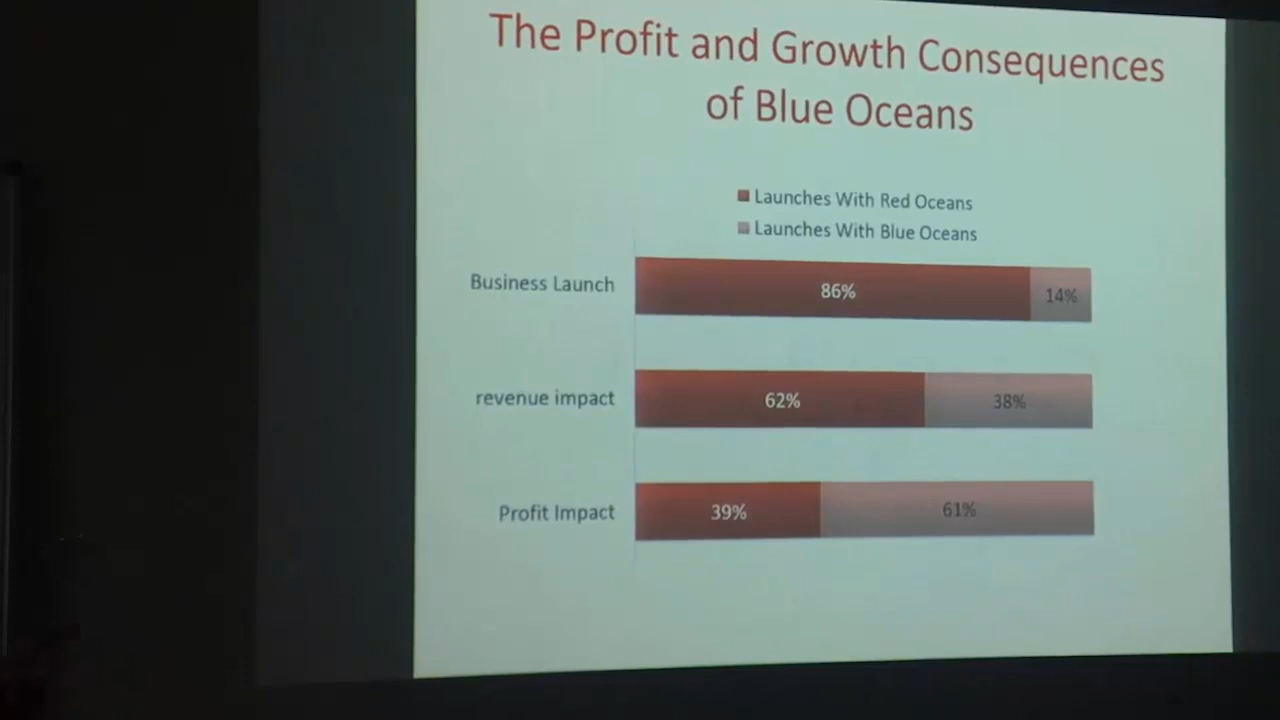 The Profit and Growth Consequences
of Blue Oceans
Launches With Red Oceans
Launches With Blue Oceans
Business Launch
86%
14%
revenue impact
62%
38%
Profit Impact
39%
61%